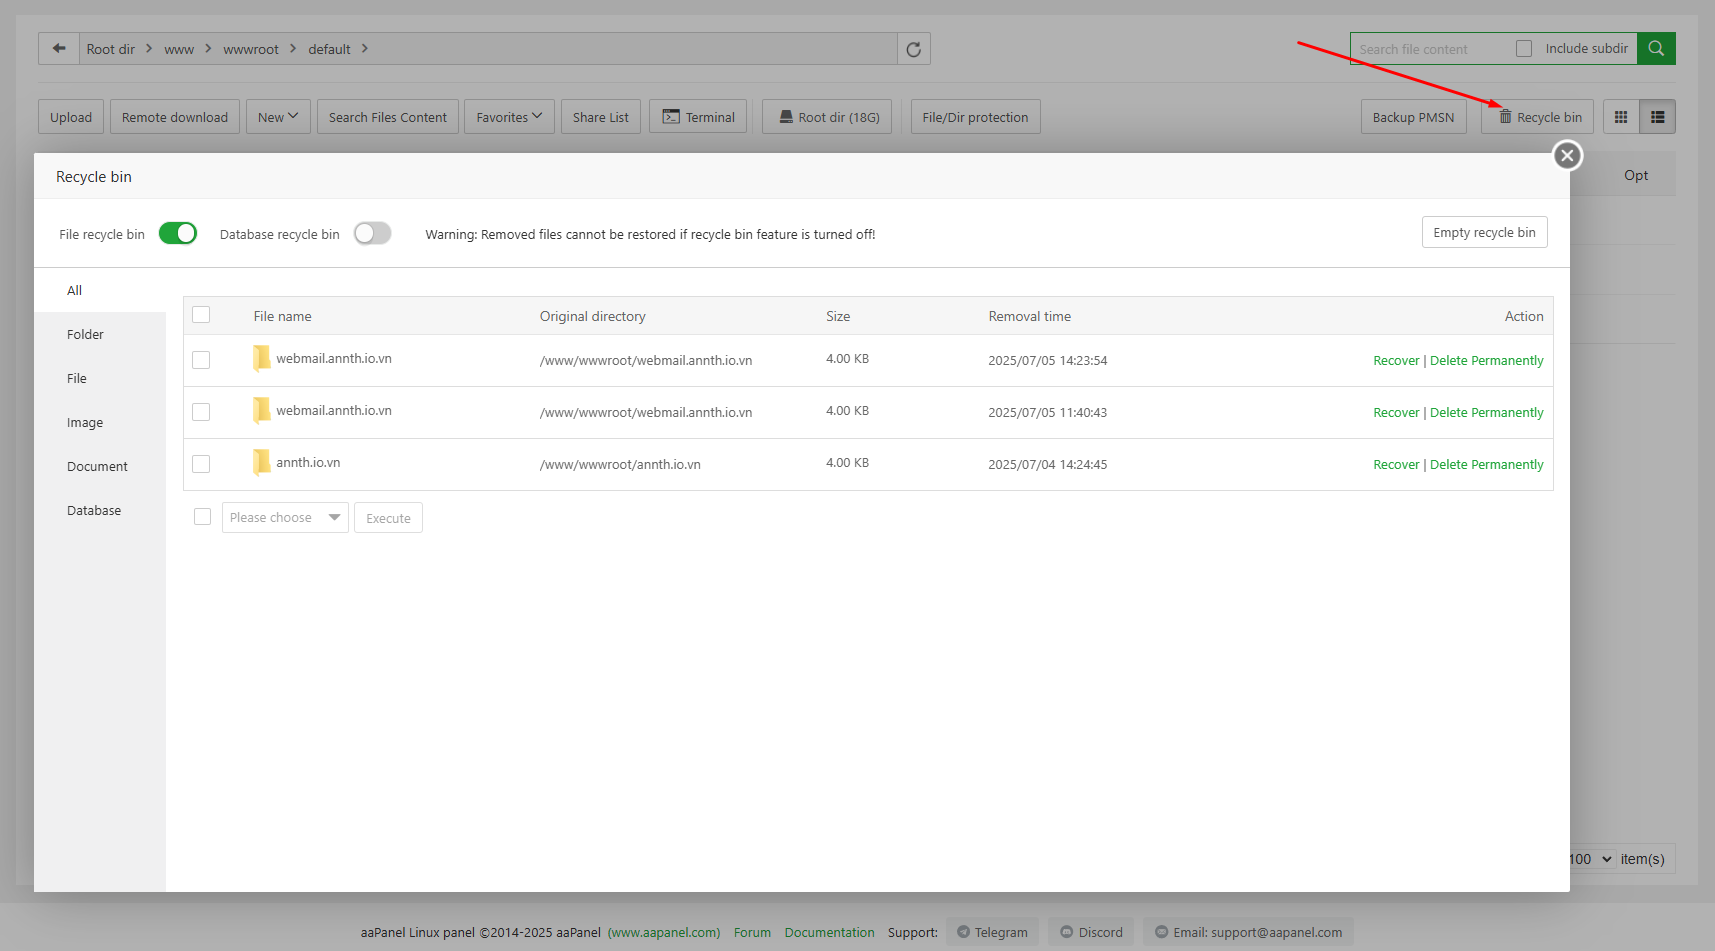 Root dir > www > wwwroot > default >
Search file content Include subdir
Upload Remote download New Search Files Content Favorites Share List Terminal Root dir (18G) File/Dir protection Backup PMSN Recycle bin
Recycle bin
Opt
File recycle bin Database recycle bin Warning: Removed files cannot be restored if recycle bin feature is turned off! Empty recycle bin
All
Folder
File
Image
Document
Database
File name Original directory Size Removal time Action
webmail.annth.io.vn /www/wwwroot/webmail.annth.io.vn 4.00 KB 2025/07/05 14:23:54 Recover | Delete Permanently
webmail.annth.io.vn /www/wwwroot/webmail.annth.io.vn 4.00 KB 2025/07/05 11:40:43 Recover | Delete Permanently
annth.io.vn /www/wwwroot/annth.io.vn 4.00 KB 2025/07/04 14:24:45 Recover | Delete Permanently
Please choose Execute
100 item(s)
aaPanel Linux panel ©2014-2025 aaPanel (www.aapanel.com) Forum Documentation Support: Telegram Discord Email: support@aapanel.com